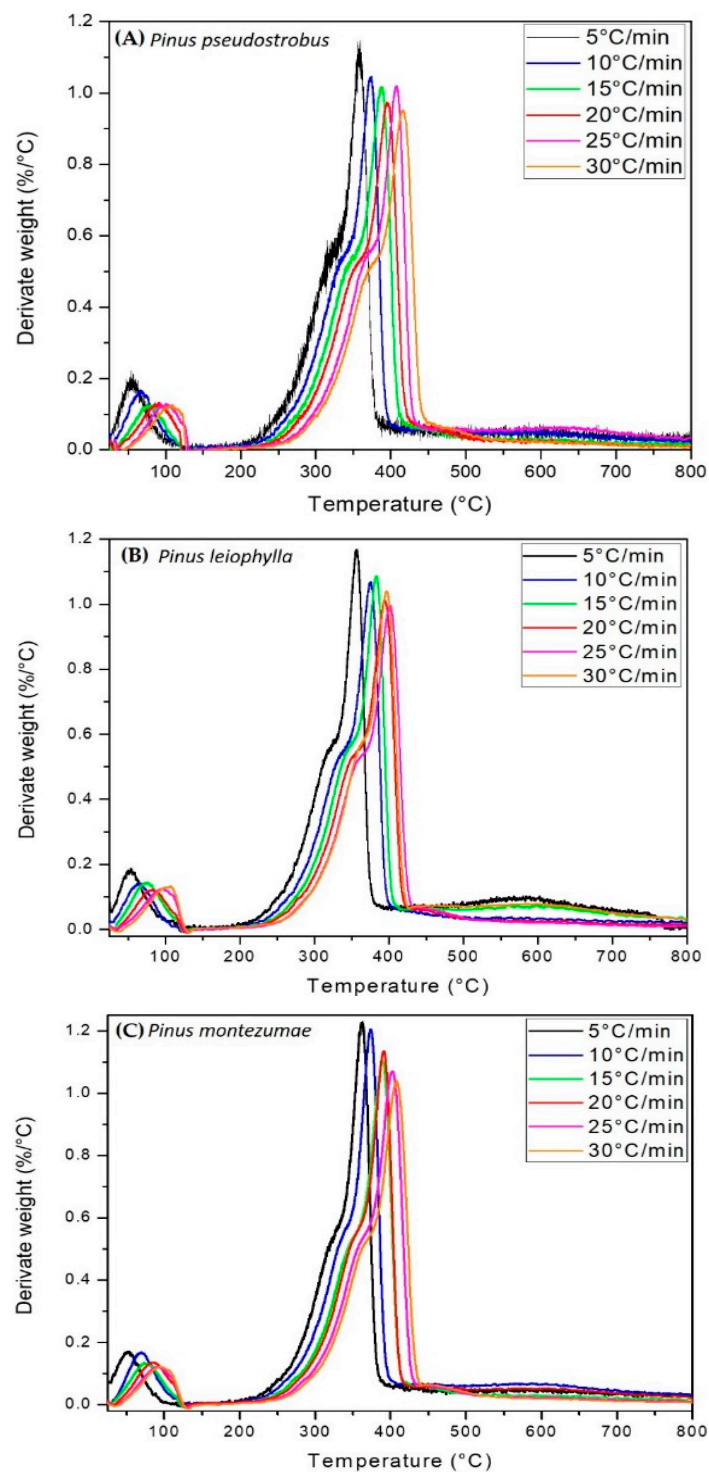 (A) Pinus pseudostrobus
5°C/min
10°C/min
15°C/min
20°C/min
25°C/min
30°C/min
Derivate weight (%/°C)
1.2
1.0
0.8
0.6
0.4
0.2
0.0
100 200 300 400 500 600 700 800
Temperature (°C)
(B) Pinus leiophylla
5°C/min
10°C/min
15°C/min
20°C/min
25°C/min
30°C/min
Derivate weight (%/°C)
1.2
1.0
0.8
0.6
0.4
0.2
0.0
100 200 300 400 500 600 700 800
Temperature (°C)
(C) Pinus montezumae
5°C/min
10°C/min
15°C/min
20°C/min
25°C/min
30°C/min
Derivate weight (%/°C)
1.2
1.0
0.8
0.6
0.4
0.2
0.0
100 200 300 400 500 600 700 800
Temperature (°C)